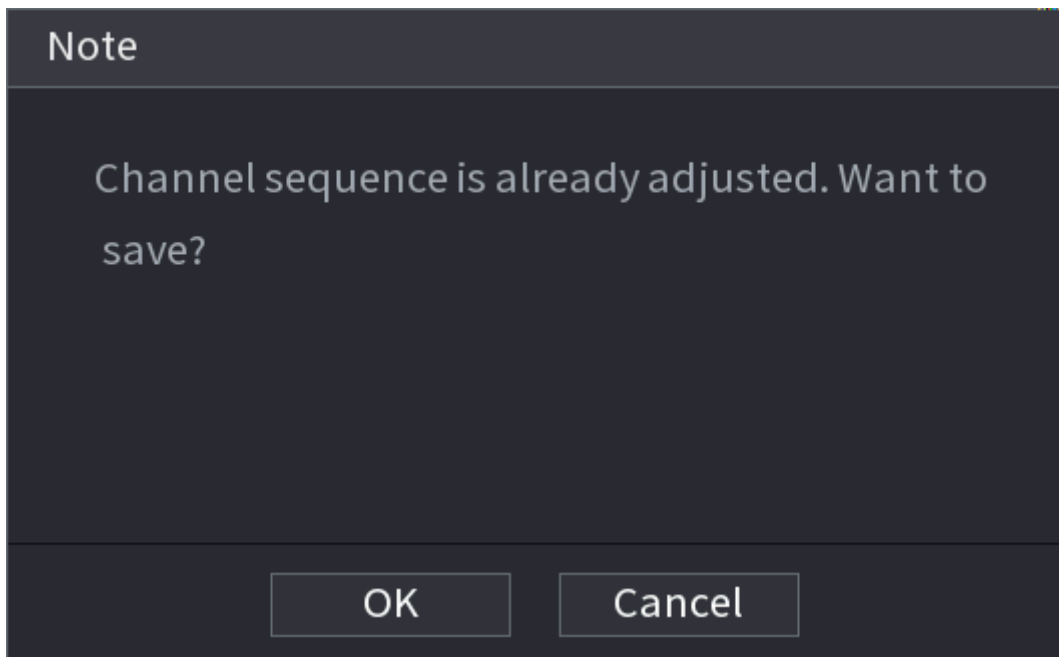 Note
Channel sequence is already adjusted. Want to
save?
OK
Cancel